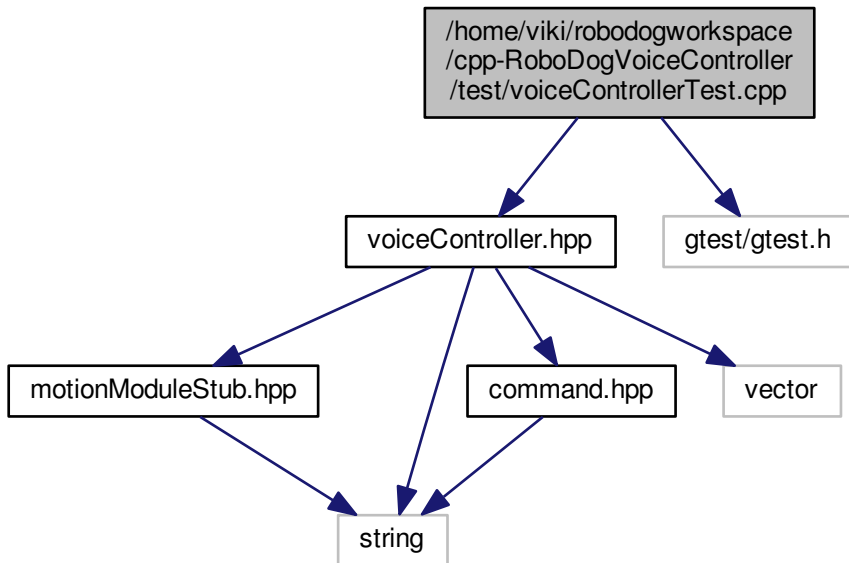 /home/viki/robodogworkspace
/cpp-RoboDogVoiceController
/test/voiceControllerTest.cpp
voiceController.hpp
gtest/gtest.h
motionModuleStub.hpp
command.hpp
vector
string